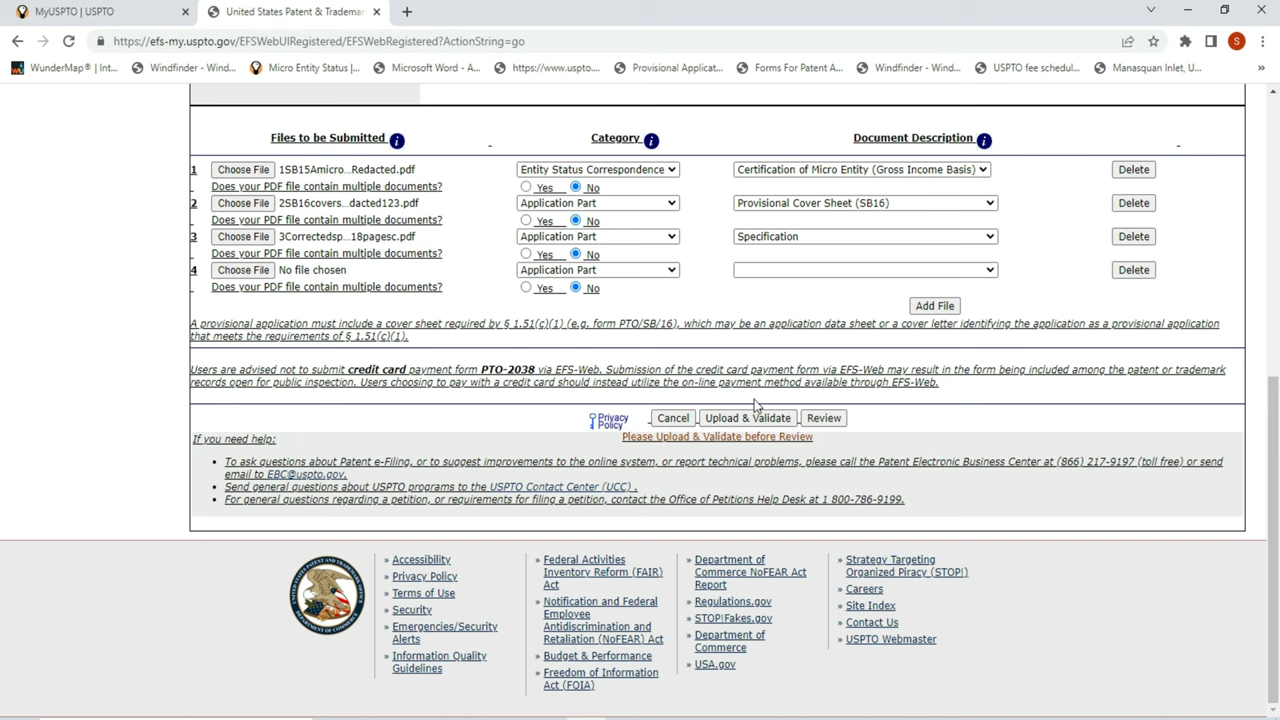 MyUSPTO | USPTO
United States Patent & Tradema
https://efs-my.uspto.gov/EFSWebUIRegistered/EFSWebRegistered?ActionString=go
S
WunderMap® | Int...
Windfinder - Wind...
Micro Entity Status |...
Microsoft Word - A...
https://www.uspto...
Provisional Applicat...
Forms For Patent A...
Windfinder - Wind...
USPTO fee schedul...
Manasquan Inlet, U...
»
Files to be Submitted
Category
Document Description
1 Choose File 1SB15Amicro...Redacted.pdf Entity Status Correspondence Certification of Micro Entity (Gross Income Basis) Delete
Does your PDF file contain multiple documents? Yes No
2 Choose File 2SB16covers...dacted123.pdf Application Part Provisional Cover Sheet (SB16) Delete
Does your PDF file contain multiple documents? Yes No
3 Choose File 3Correctedsp...18pagesc.pdf Application Part Specification Delete
Does your PDF file contain multiple documents? Yes No
4 Choose File No file chosen Application Part Delete
Does your PDF file contain multiple documents? Yes No
Add File
A provisional application must include a cover sheet required by § 1.51(c)(1) (e.g. form PTO/SB/16), which may be an application data sheet or a cover letter identifying the application as a provisional application
that meets the requirements of § 1.51(c)(1).
Users are advised not to submit credit card payment form PTO-2038 via EFS-Web. Submission of the credit card payment form via EFS-Web may result in the form being included among the patent or trademark
records open for public inspection. Users choosing to pay with a credit card should instead utilize the on-line payment method available through EFS-Web.
Privacy
Policy
Cancel Upload & Validate Review
Please Upload & Validate before Review
If you need help:
• To ask questions about Patent e-Filing, or to suggest improvements to the online system, or report technical problems, please call the Patent Electronic Business Center at (866) 217-9197 (toll free) or send
email to EBC@uspto.gov.
• Send general questions about USPTO programs to the USPTO Contact Center (UCC) .
• For general questions regarding a petition, or requirements for filing a petition, contact the Office of Petitions Help Desk at 1 800-786-9199.
» Accessibility
» Privacy Policy
» Terms of Use
» Security
» Emergencies/Security
Alerts
» Information Quality
Guidelines
» Federal Activities
Inventory Reform (FAIR)
Act
» Notification and Federal
Employee
Antidiscrimination and
Retaliation (NoFEAR) Act
» Budget & Performance
» Freedom of Information
Act (FOIA)
» Department of
Commerce NoFEAR Act
Report
» Regulations.gov
» STOP!Fakes.gov
» Department of
Commerce
» USA.gov
» Strategy Targeting
Organized Piracy (STOP!)
» Careers
» Site Index
» Contact Us
» USPTO Webmaster